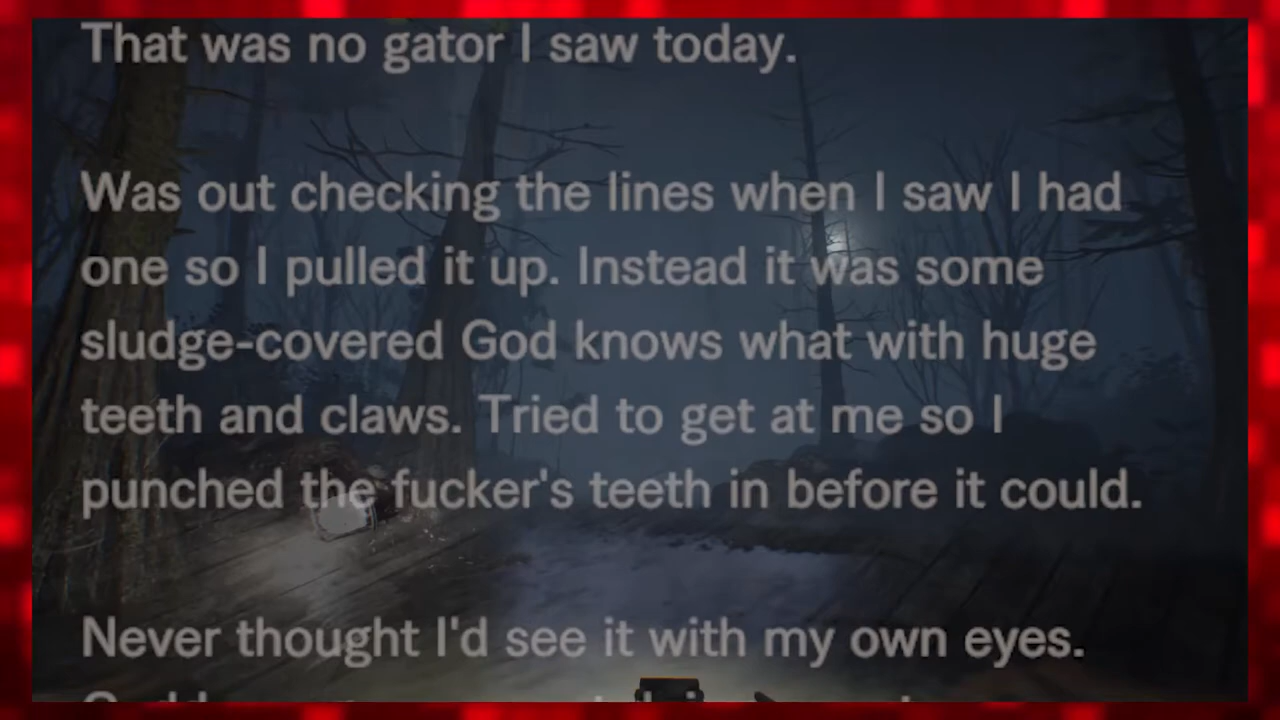 That was no gator I saw today.
Was out checking the lines when I saw I had
one so I pulled it up. Instead it was some
sludge-covered God knows what with huge
teeth and claws. Tried to get at me so I
punched the fucker's teeth in before it could.
Never thought I'd see it with my own eyes.